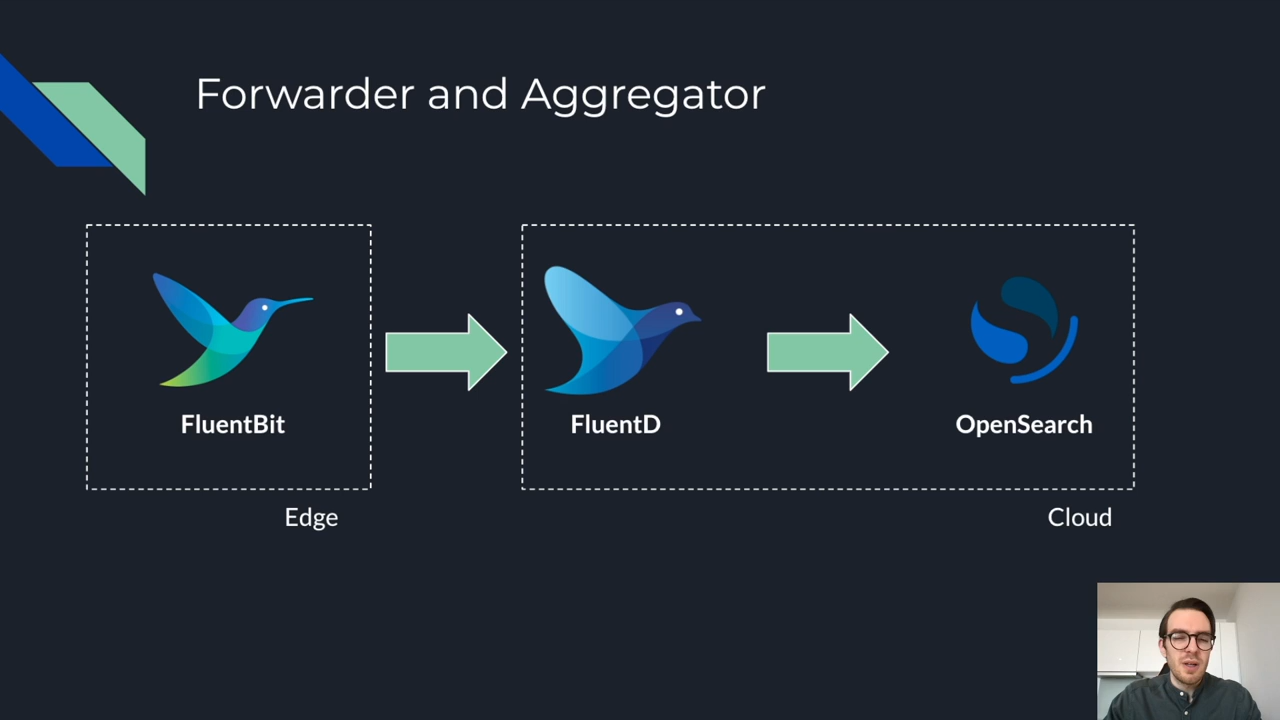 Forwarder and Aggregator
FluentBit
FluentD
OpenSearch
Edge
Cloud